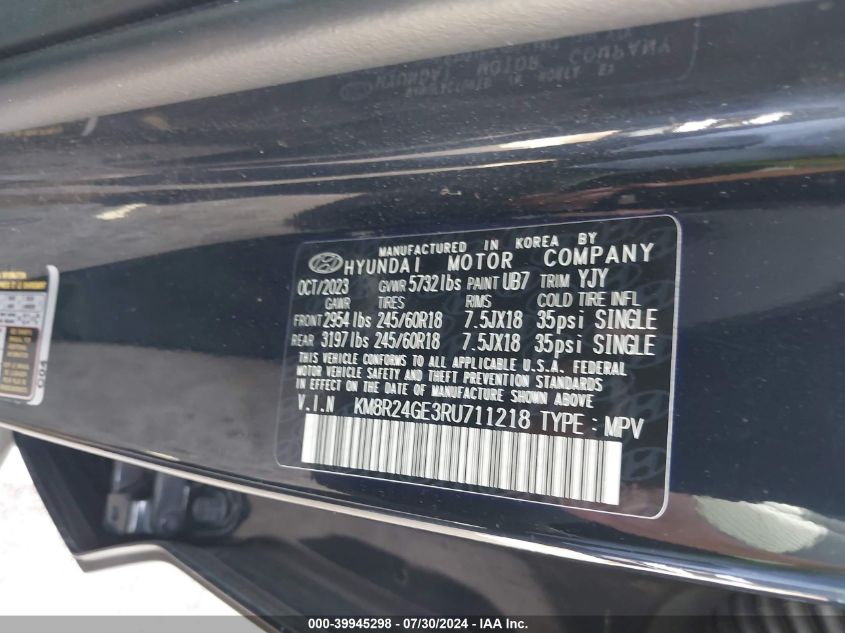 MANUFACTURED IN KOREA BY
HYUNDAI MOTOR COMPANY
OCT/2023 GVWR 5732lbs PAINT UB7 TRIM YJY
GAWR TIRES RIMS COLD TIRE INFL
FRONT 2954lbs 245/60R18 7.5JX18 35psi SINGLE
REAR 3197lbs 245/60R18 7.5JX18 35psi SINGLE
THIS VEHICLE CONFORMS TO ALL APPLICABLE U.S.A. FEDERAL
MOTOR VEHICLE SAFETY AND THEFT PREVENTION STANDARDS
IN EFFECT ON THE DATE OF MANUFACTURE SHOWN ABOVE
V.I.N KM8R24GE3RU711218 TYPE : MPV
C04
000-39945298 - 07/30/2024 - IAAI.COM